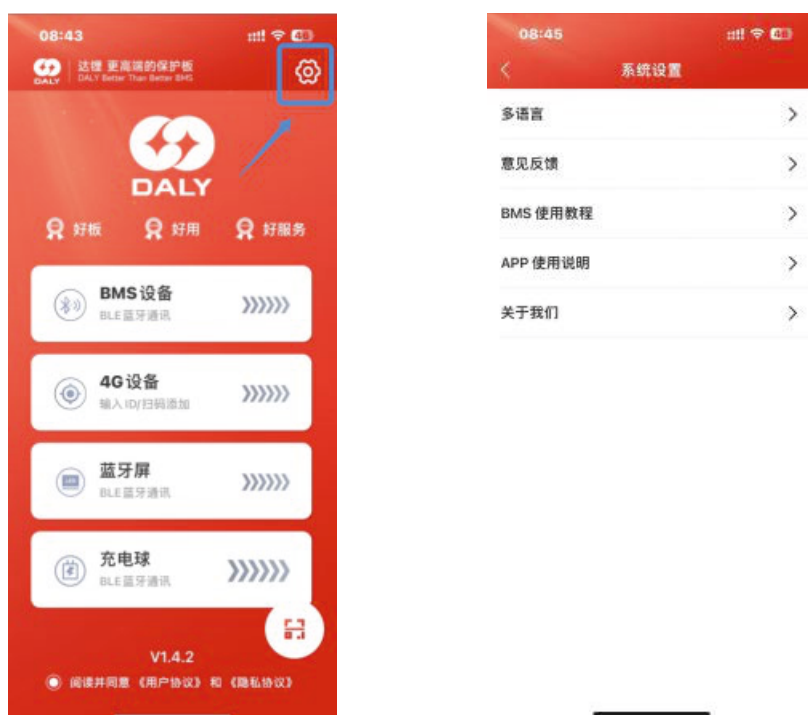 08:43
48
DALY
达锂 更高端的保护板
DALY Better Than Better BMS
DALY
好板
好用
好服务
BMS设备
BLE蓝牙通讯
4G设备
输入ID/扫码添加
蓝牙屏
BLE蓝牙通讯
充电球
BLE蓝牙通讯
V1.4.2
阅读并同意《用户协议》和《隐私协议》
08:45
48
系统设置
多语言
意见反馈
BMS 使用教程
APP 使用说明
关于我们